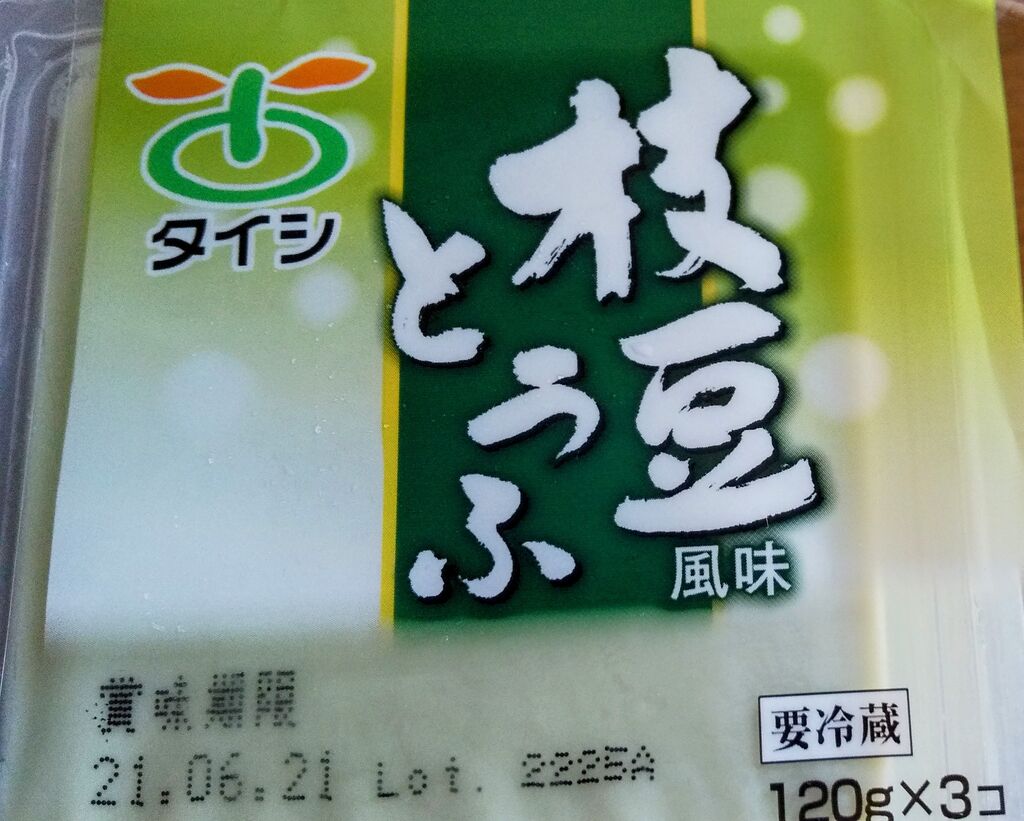 タイシ
枝豆
とうふ
風味
賞味期限
21.06.21 Lot. 2225A
要冷蔵
120g×3コ